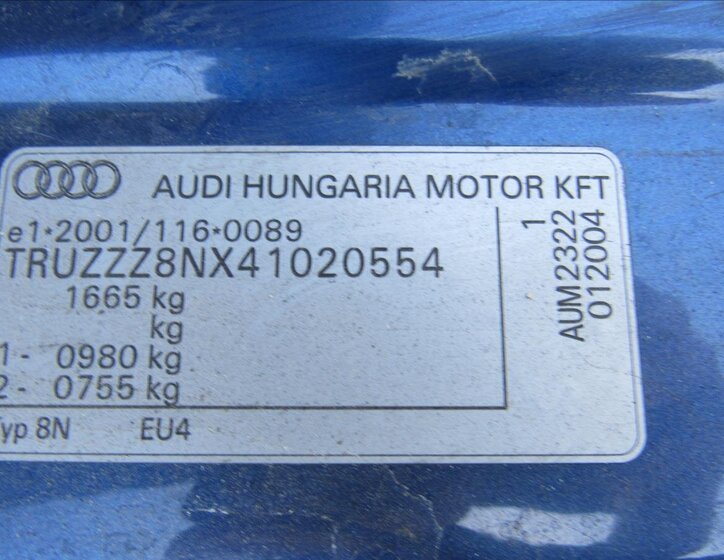 AUDI HUNGARIA MOTOR KFT
e1*2001/116*0089
TRUZZZ8NX41020554
1665 kg
kg
1- 0980 kg
2- 0755 kg
Typ 8N EU4
1
AUM2322
012004